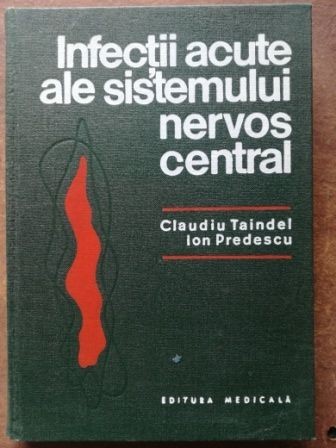 Infecții acute
ale sistemului
nervos
central
Claudiu Taindel
Ion Predescu
EDITURA MEDICALĂ